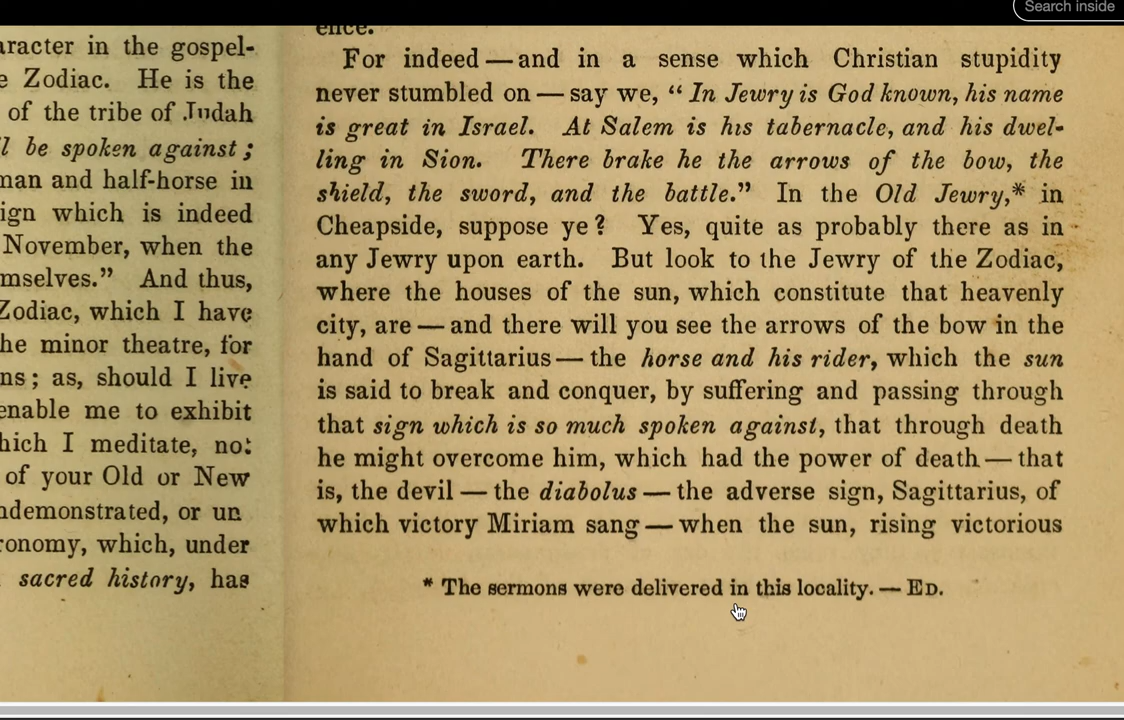 Search inside
aracter in the gospel-
e Zodiac. He is the
of the tribe of Judah
l be spoken against;
man and half-horse in
ign which is indeed
November, when the
mselves." And thus,
Zodiac, which I have
he minor theatre, for
ns; as, should I live
enable me to exhibit
hich I meditate, not
of your Old or New
ndemonstrated, or un
ronomy, which, under
sacred history, has
ence.
For indeed — and in a sense which Christian stupidity
never stumbled on — say we, "In Jewry is God known, his name
is great in Israel. At Salem is his tabernacle, and his dwel-
ling in Sion. There brake he the arrows of the bow, the
shield, the sword, and the battle." In the Old Jewry,* in
Cheapside, suppose ye? Yes, quite as probably there as in
any Jewry upon earth. But look to the Jewry of the Zodiac,
where the houses of the sun, which constitute that heavenly
city, are — and there will you see the arrows of the bow in the
hand of Sagittarius — the horse and his rider, which the sun
is said to break and conquer, by suffering and passing through
that sign which is so much spoken against, that through death
he might overcome him, which had the power of death — that
is, the devil — the diabolus — the adverse sign, Sagittarius, of
which victory Miriam sang — when the sun, rising victorious
* The sermons were delivered in this locality. — ED.